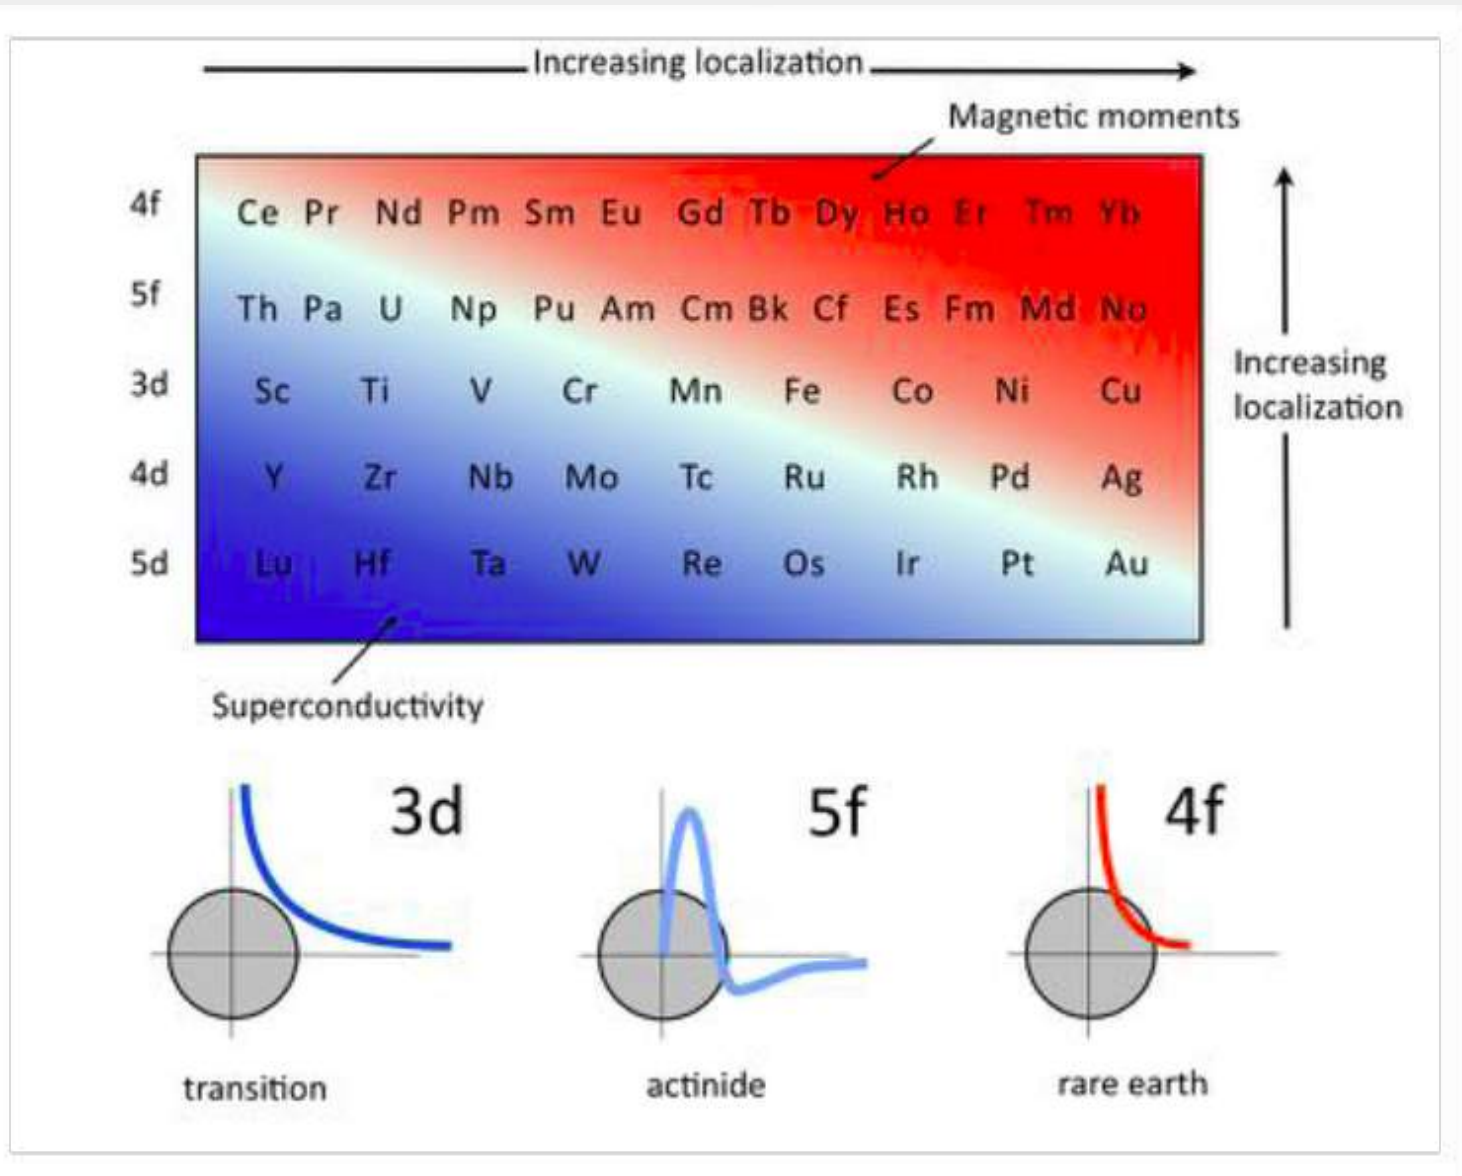 Increasing localization
Magnetic moments
4f Ce Pr Nd Pm Sm Eu Gd Tb Dy Ho Er Tm Yb
5f Th Pa U Np Pu Am Cm Bk Cf Es Fm Md No
3d Sc Ti V Cr Mn Fe Co Ni Cu
Increasing
localization
4d Y Zr Nb Mo Tc Ru Rh Pd Ag
5d Lu Hf Ta W Re Os Ir Pt Au
Superconductivity
3d 5f 4f
transition actinide rare earth